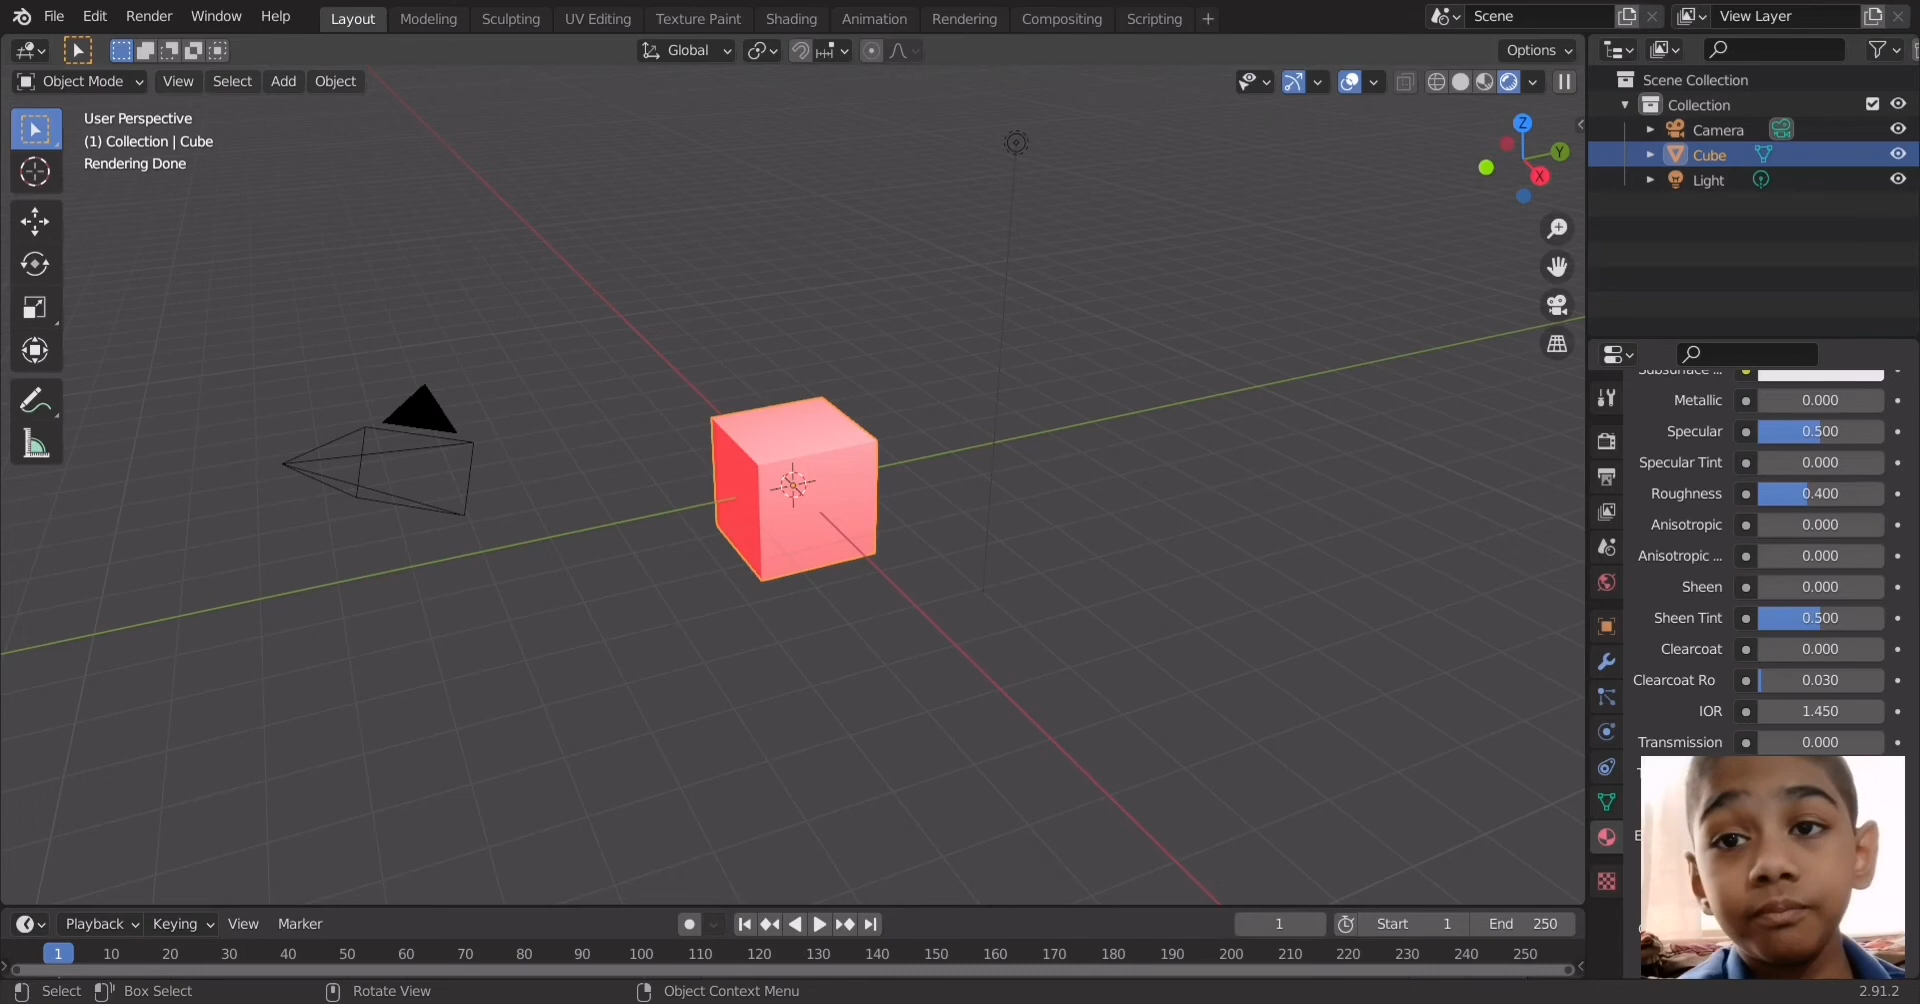 File Edit Render Window Help Layout Modeling Sculpting UV Editing Texture Paint Shading Animation Rendering Compositing Scripting + Scene View Layer
Global Options
Object Mode View Select Add Object
User Perspective
(1) Collection | Cube
Rendering Done
Z
Y
X
Scene Collection
Collection
Camera
Cube
Light
Subsurface ...
Metallic 0.000
Specular 0.500
Specular Tint 0.000
Roughness 0.400
Anisotropic 0.000
Anisotropic ... 0.000
Sheen 0.000
Sheen Tint 0.500
Clearcoat 0.000
Clearcoat Ro 0.030
IOR 1.450
Transmission 0.000
Playback Keying View Marker 1 Start 1 End 250
1 10 20 30 40 50 60 70 80 90 100 110 120 130 140 150 160 170 180 190 200 210 220 230 240 250
Select Box Select Rotate View Object Context Menu 2.91.2